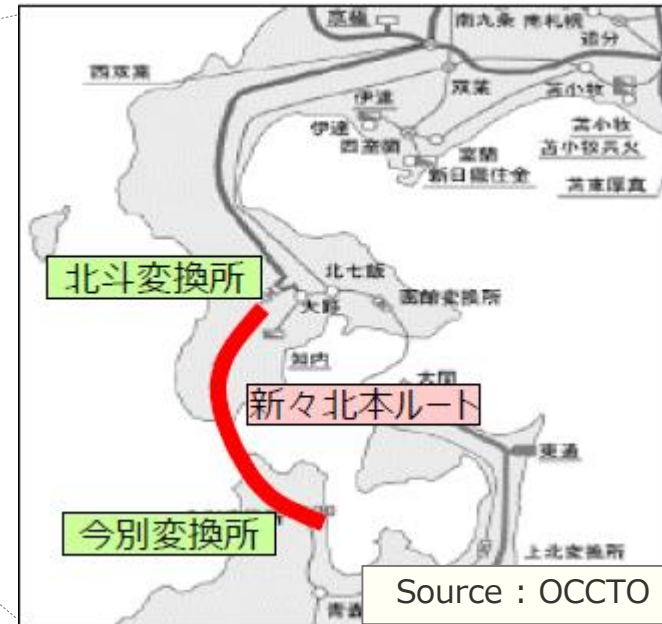 京極
南九条
南札幌
追分
西双葉
双葉
伊達
苫小牧
伊達
西室蘭
室蘭
苫小牧
新日鐵住金
苫小牧共火
苫東厚真
北斗変換所
北七飯
大野
函館変換所
知内
大間
新々北本ルート
東通
今別変換所
上北変換所
青森
Source : OCCTO